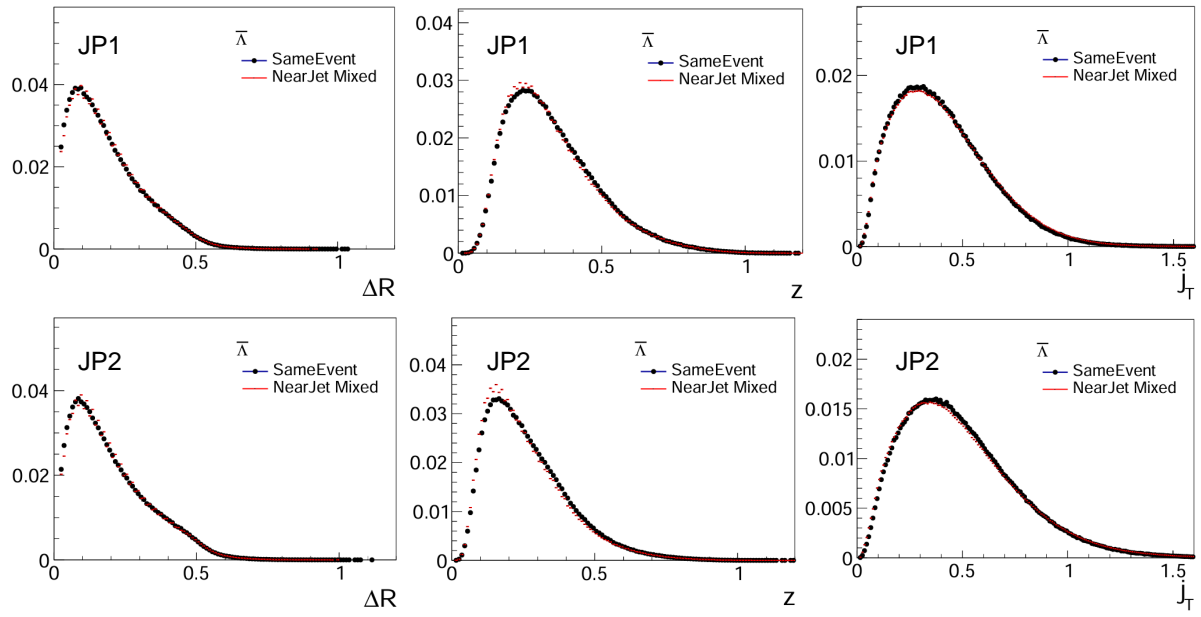 JP1
Λ̅
SameEvent
NearJet Mixed
0.04
0.02
0
0
0.5
1
ΔR
JP1
Λ̅
SameEvent
NearJet Mixed
0.04
0.03
0.02
0.01
0
0
0.5
1
z
JP1
Λ̅
SameEvent
NearJet Mixed
0.02
0.01
0
0
0.5
1
1.5
j_T
JP2
Λ̅
SameEvent
NearJet Mixed
0.04
0.02
0
0
0.5
1
ΔR
JP2
Λ̅
SameEvent
NearJet Mixed
0.04
0.03
0.02
0.01
0
0
0.5
1
z
JP2
Λ̅
SameEvent
NearJet Mixed
0.02
0.015
0.01
0.005
0
0
0.5
1
1.5
j_T